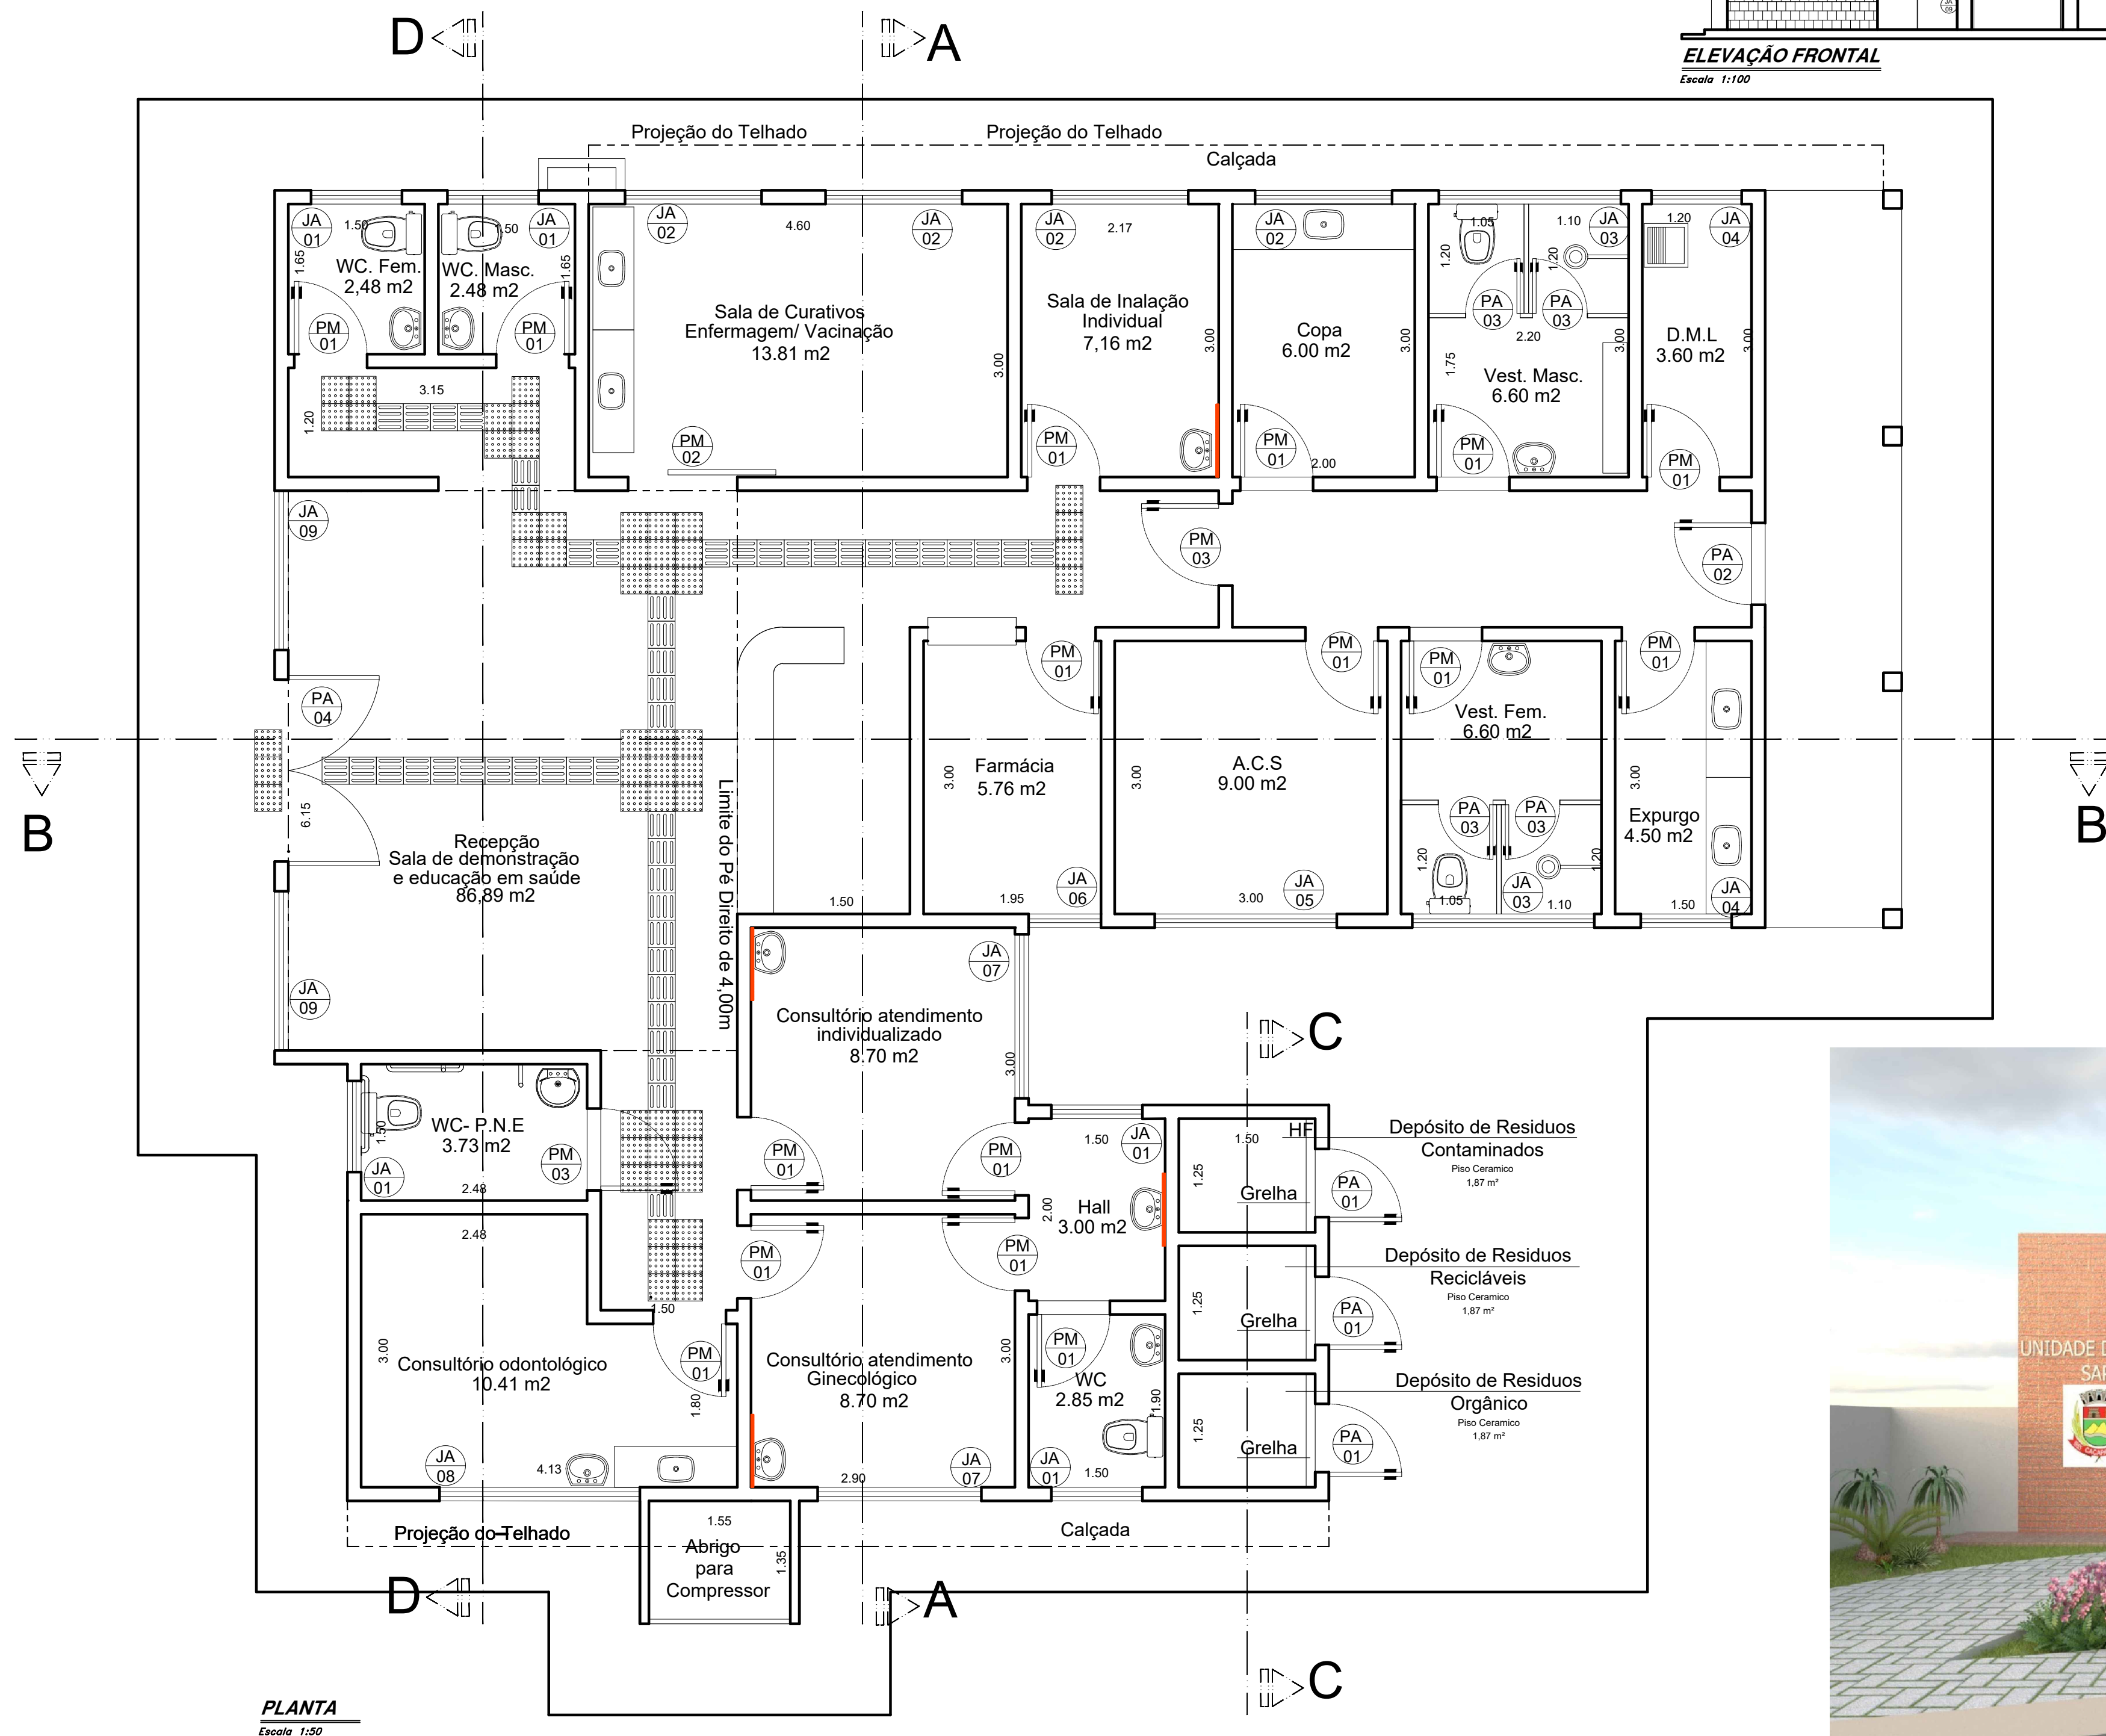 D
A
JA
09
ELEVAÇÃO FRONTAL
Escala 1:100
Projeção do Telhado
Projeção do Telhado
Calçada
JA
01
1.50
1.65
WC. Fem.
2,48 m2
PM
01
1.50
JA
01
1.65
WC. Masc.
2.48 m2
PM
01
JA
02
4.60
JA
02
Sala de Curativos
Enfermagem/ Vacinação
13.81 m2
3.00
PM
02
JA
02
2.17
Sala de Inalação
Individual
7,16 m2
3.00
PM
01
JA
02
Copa
6.00 m2
3.00
PM
01
2.00
1.05
1.10
JA
03
1.20
1.20
PA
03
PA
03
2.20
3.00
1.75
Vest. Masc.
6.60 m2
PM
01
1.20
JA
04
D.M.L
3.60 m2
3.00
PM
01
3.15
1.20
JA
09
PM
03
PA
02
PA
04
6.15
Recepção
Sala de demonstração
e educação em saúde
86,89 m2
JA
09
Limite do Pé Direito de 4,00m
1.50
PM
01
Farmácia
5.76 m2
3.00
1.95
JA
06
PM
01
A.C.S
9.00 m2
3.00
3.00
JA
05
PM
01
Vest. Fem.
6.60 m2
PA
03
PA
03
1.20
1.20
1.05
JA
03
1.10
PM
01
3.00
Expurgo
4.50 m2
1.50
JA
04
B
B
JA
07
Consultório atendimento
individualizado
8.70 m2
3.00
PM
01
PM
01
C
WC- P.N.E
3.73 m2
1.50
JA
01
2.48
PM
03
1.50
JA
01
2.00
Hall
3.00 m2
HF
1.50
1.25
Grelha
PA
01
Depósito de Residuos
Contaminados
Piso Ceramico
1,87 m²
1.25
Grelha
PA
01
Depósito de Residuos
Recicláveis
Piso Ceramico
1,87 m²
1.25
Grelha
PA
01
Depósito de Residuos
Orgânico
Piso Ceramico
1,87 m²
2.48
3.00
Consultório odontológico
10.41 m2
1.50
PM
01
1.80
JA
08
4.13
PM
01
PM
01
Consultório atendimento
Ginecológico
8.70 m2
3.00
2.90
JA
07
PM
01
WC
2.85 m2
1.90
JA
01
1.50
Projeção do Telhado
Calçada
1.55
Abrigo
para
Compressor
1.35
D
A
C
PLANTA
Escala 1:50
UNIDADE